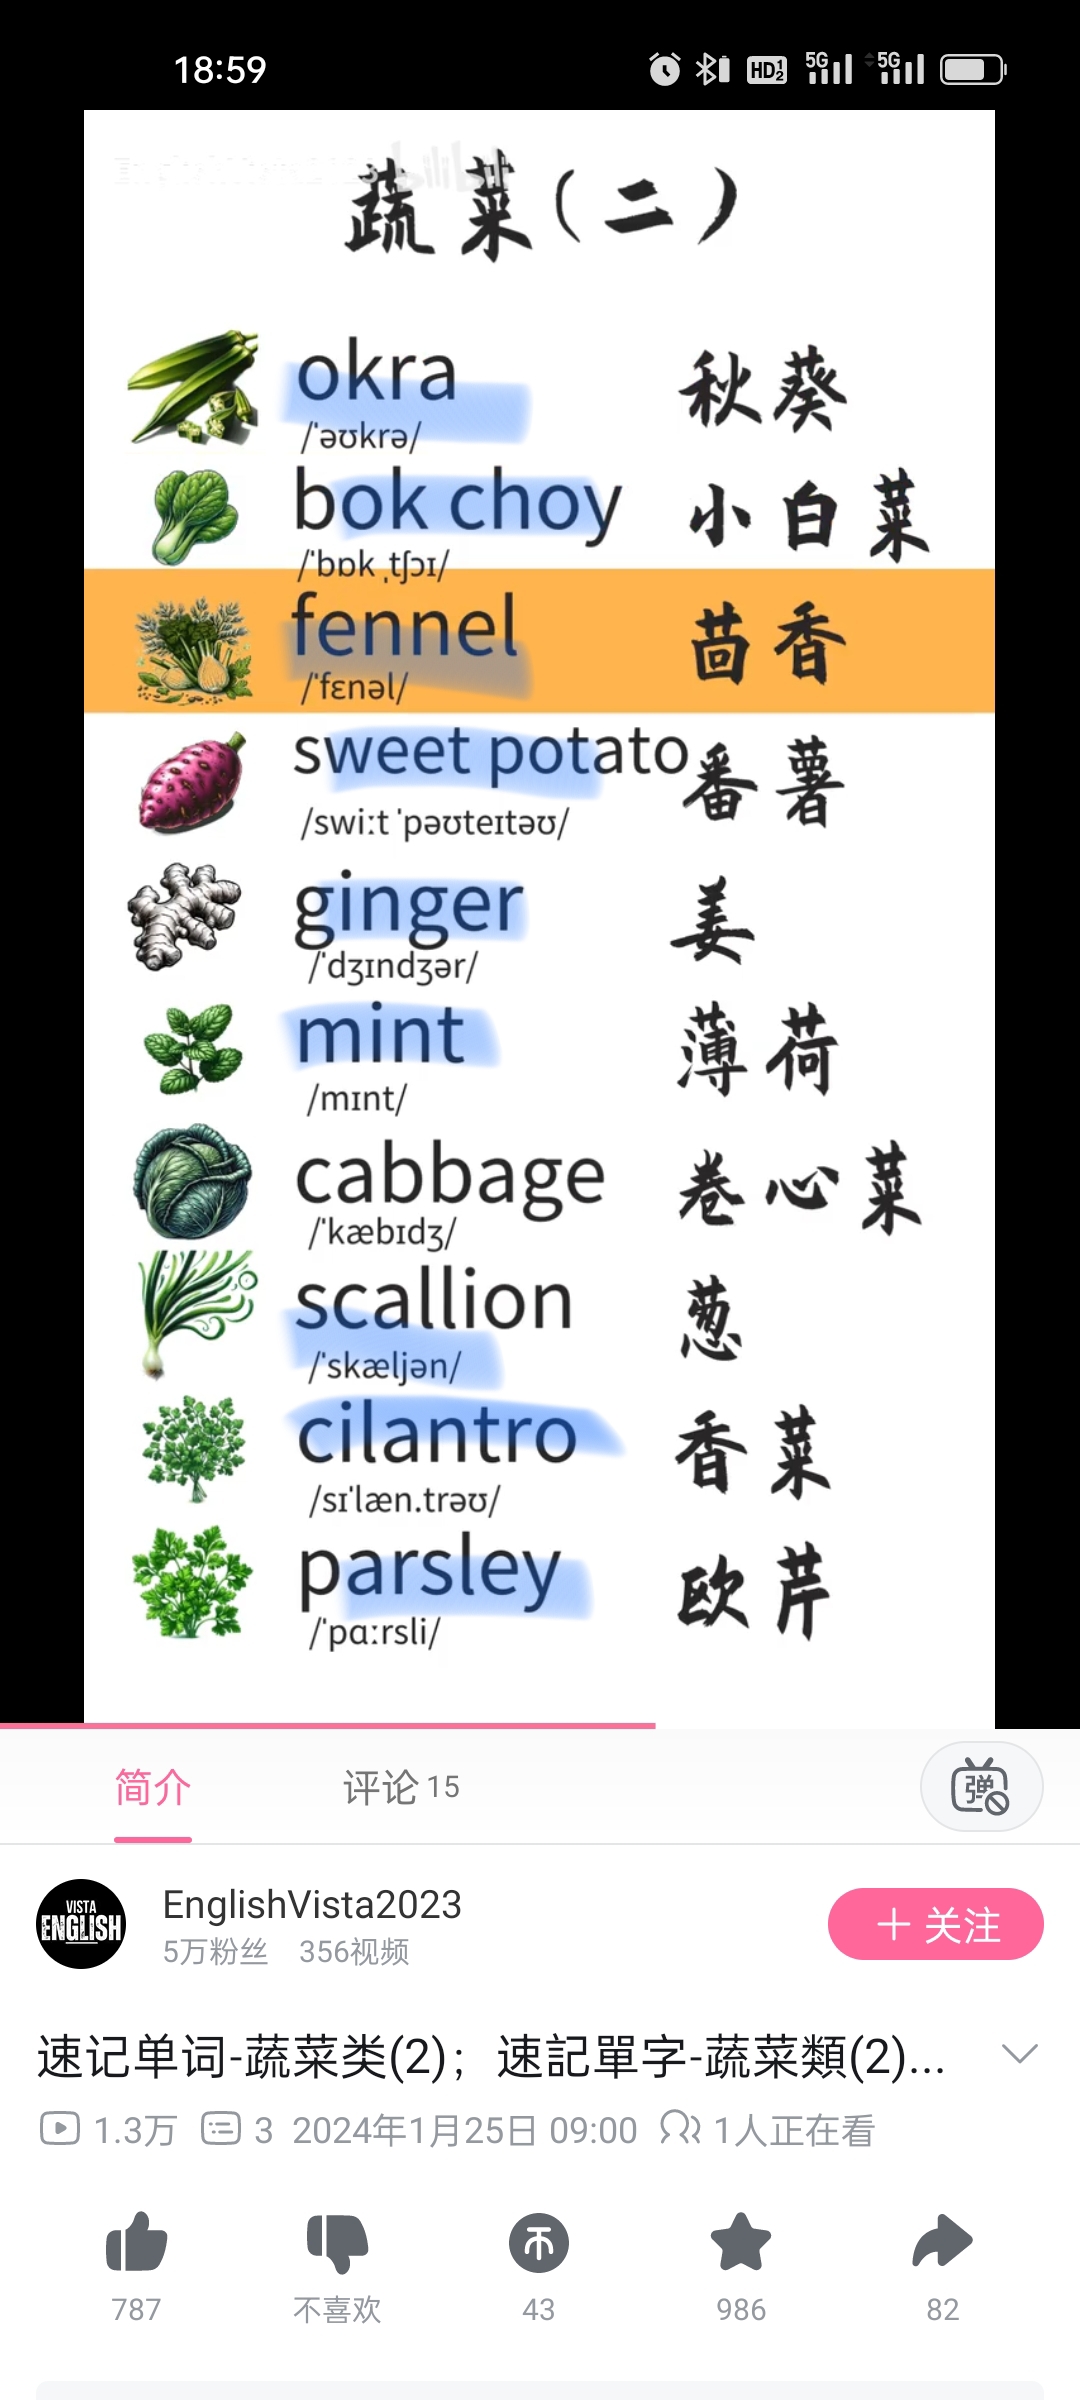 18:59
HD 1 2 5G 5G
蔬菜(二)
okra 秋葵
/ˈəʊkrə/
bok choy 小白菜
/ˈbɒk ˌtʃɔɪ/
fennel 茴香
/ˈfɛnəl/
sweet potato 番薯
/swiːt ˈpəʊteɪtəʊ/
ginger 姜
/ˈdʒɪndʒər/
mint 薄荷
/mɪnt/
cabbage 卷心菜
/ˈkæbɪdʒ/
scallion 葱
/ˈskæljən/
cilantro 香菜
/sɪˈlæn.trəʊ/
parsley 欧芹
/ˈpɑːrsli/
简介 评论 15 弹
VISTA
ENGLISH
EnglishVista2023
5万粉丝 356视频
+ 关注
速记单词-蔬菜类(2)；速記單字-蔬菜類(2)...
1.3万 3 2024年1月25日 09:00 1人正在看
787 不喜欢 43 986 82